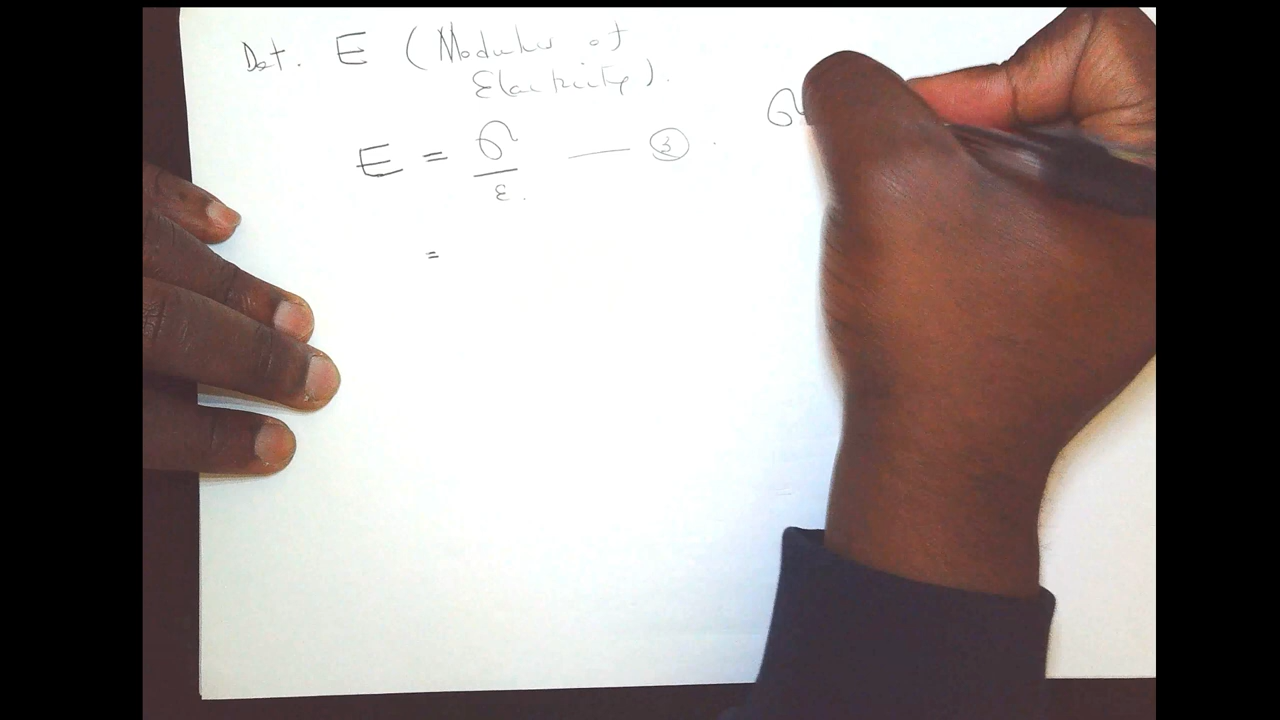 Det. E (Modulus of
Elasticity).
E = σ/ε. —— ③.
σ
=